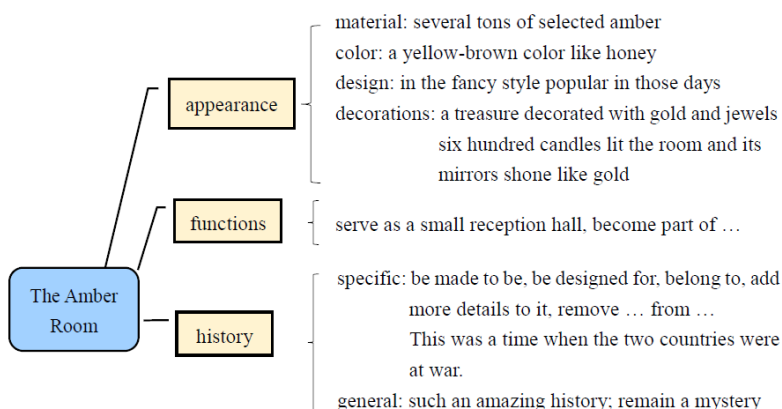 material: several tons of selected amber
color: a yellow-brown color like honey
appearance
design: in the fancy style popular in those days
decorations: a treasure decorated with gold and jewels
six hundred candles lit the room and its
mirrors shone like gold
functions
serve as a small reception hall, become part of …
The Amber
Room
history
specific: be made to be, be designed for, belong to, add
more details to it, remove … from …
This was a time when the two countries were
at war.
general: such an amazing history; remain a mystery